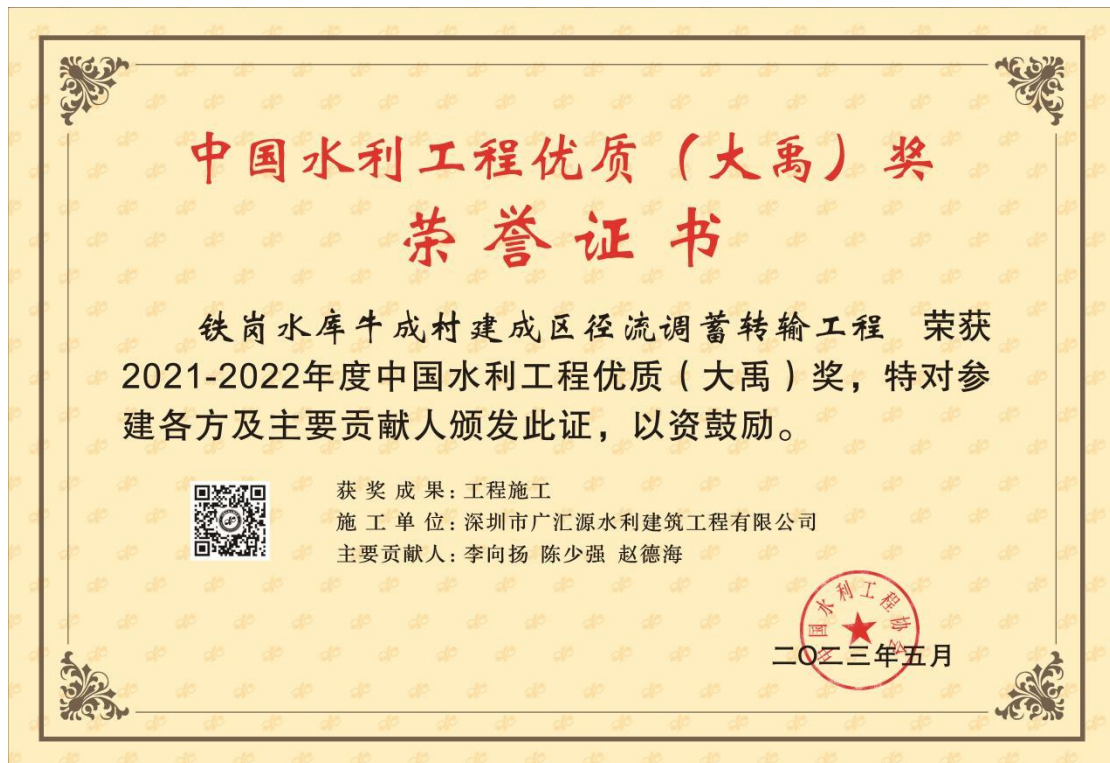 中国水利工程优质（大禹）奖
荣誉证书
铁岗水库牛成村建成区径流调蓄转输工程 荣获
2021-2022年度中国水利工程优质（大禹）奖，特对参
建各方及主要贡献人颁发此证，以资鼓励。
获奖成果：工程施工
施工单位：深圳市广汇源水利建筑工程有限公司
主要贡献人：李向扬 陈少强 赵德海
中国水利工程协会
二〇二三年五月